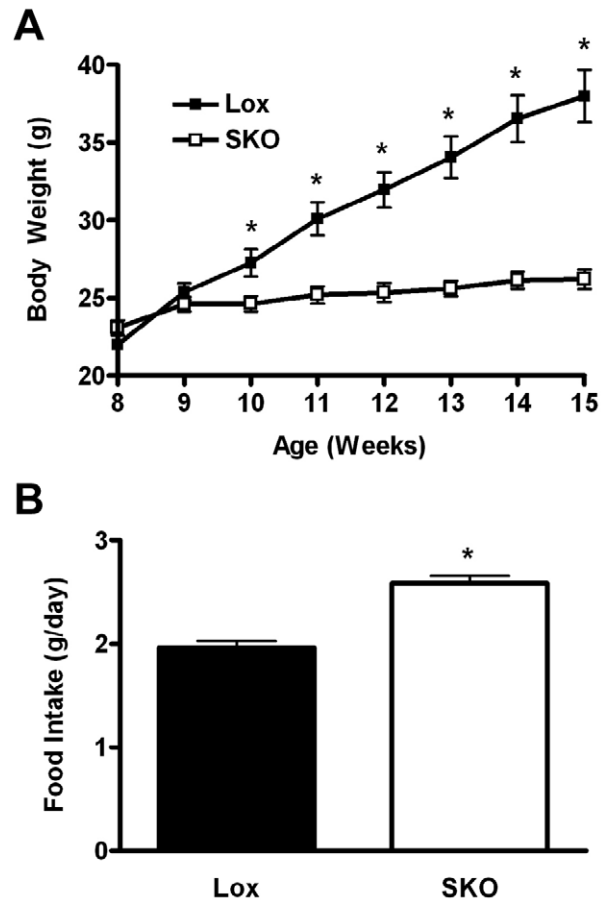 A
Body Weight (g)
40
35
30
25
20
Lox
SKO
*
*
*
*
*
*
8 9 10 11 12 13 14 15
Age (Weeks)
B
Food Intake (g/day)
3
2
1
0
*
Lox SKO